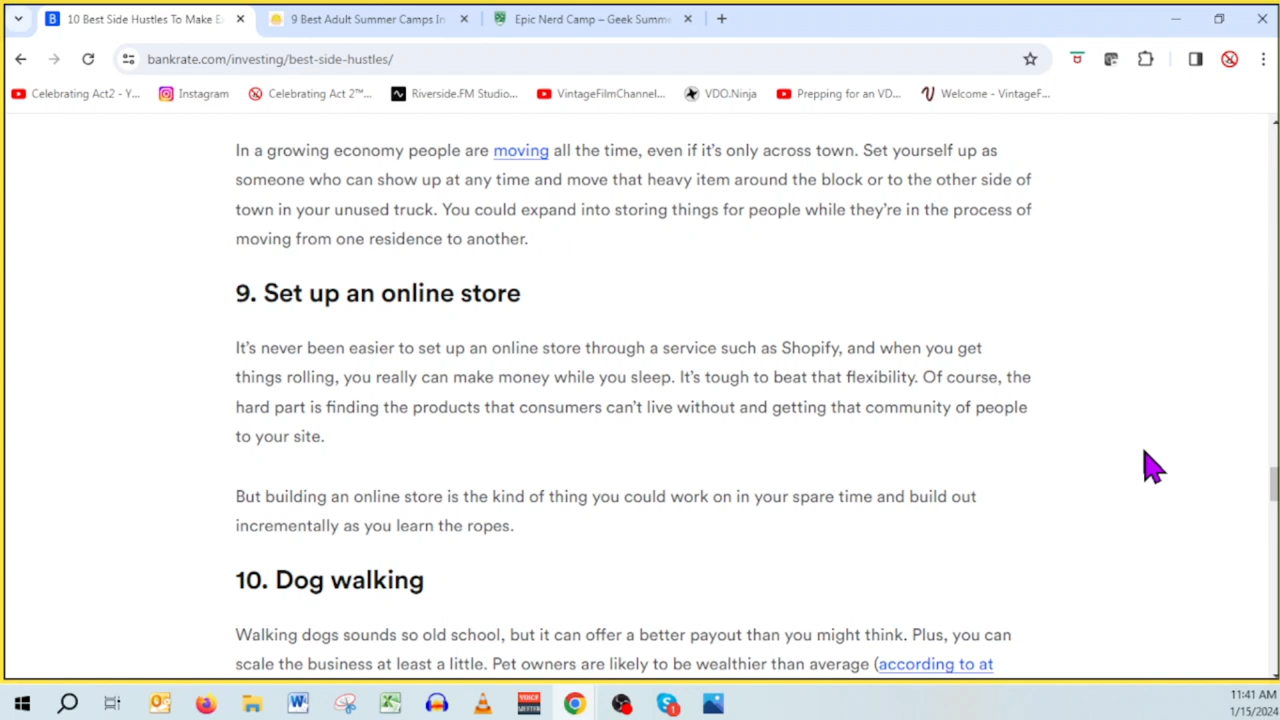 10 Best Side Hustles To Make E
9 Best Adult Summer Camps In
Epic Nerd Camp – Geek Summe
bankrate.com/investing/best-side-hustles/
Celebrating Act2 - Y...
Instagram
Celebrating Act 2™...
Riverside.FM Studio...
VintageFilmChannel...
VDO.Ninja
Prepping for an VD...
Welcome - VintageF...
In a growing economy people are moving all the time, even if it's only across town. Set yourself up as
someone who can show up at any time and move that heavy item around the block or to the other side of
town in your unused truck. You could expand into storing things for people while they're in the process of
moving from one residence to another.
9. Set up an online store
It's never been easier to set up an online store through a service such as Shopify, and when you get
things rolling, you really can make money while you sleep. It's tough to beat that flexibility. Of course, the
hard part is finding the products that consumers can't live without and getting that community of people
to your site.
But building an online store is the kind of thing you could work on in your spare time and build out
incrementally as you learn the ropes.
10. Dog walking
Walking dogs sounds so old school, but it can offer a better payout than you might think. Plus, you can
scale the business at least a little. Pet owners are likely to be wealthier than average (according to at
11:41 AM
1/15/2024